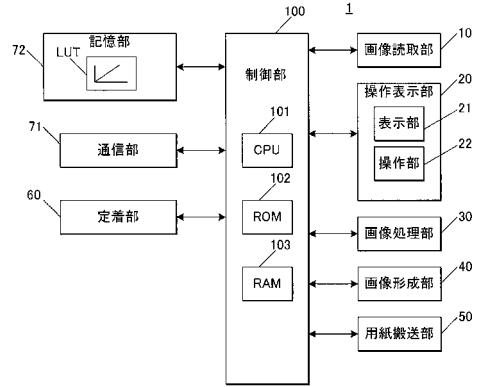 1
100
制御部
101
CPU
102
ROM
103
RAM
72
記憶部
LUT
71
通信部
60
定着部
10
画像読取部
20
操作表示部
21
表示部
22
操作部
30
画像処理部
40
画像形成部
50
用紙搬送部